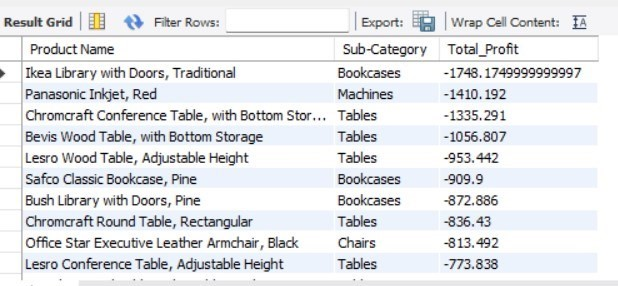 Result Grid Filter Rows: Export: Wrap Cell Content: IA
Product Name Sub-Category Total_Profit
Ikea Library with Doors, Traditional Bookcases -1748.1749999999997
Panasonic Inkjet, Red Machines -1410.192
Chromcraft Conference Table, with Bottom Stor... Tables -1335.291
Bevis Wood Table, with Bottom Storage Tables -1056.807
Lesro Wood Table, Adjustable Height Tables -953.442
Safco Classic Bookcase, Pine Bookcases -909.9
Bush Library with Doors, Pine Bookcases -872.886
Chromcraft Round Table, Rectangular Tables -836.43
Office Star Executive Leather Armchair, Black Chairs -813.492
Lesro Conference Table, Adjustable Height Tables -773.838